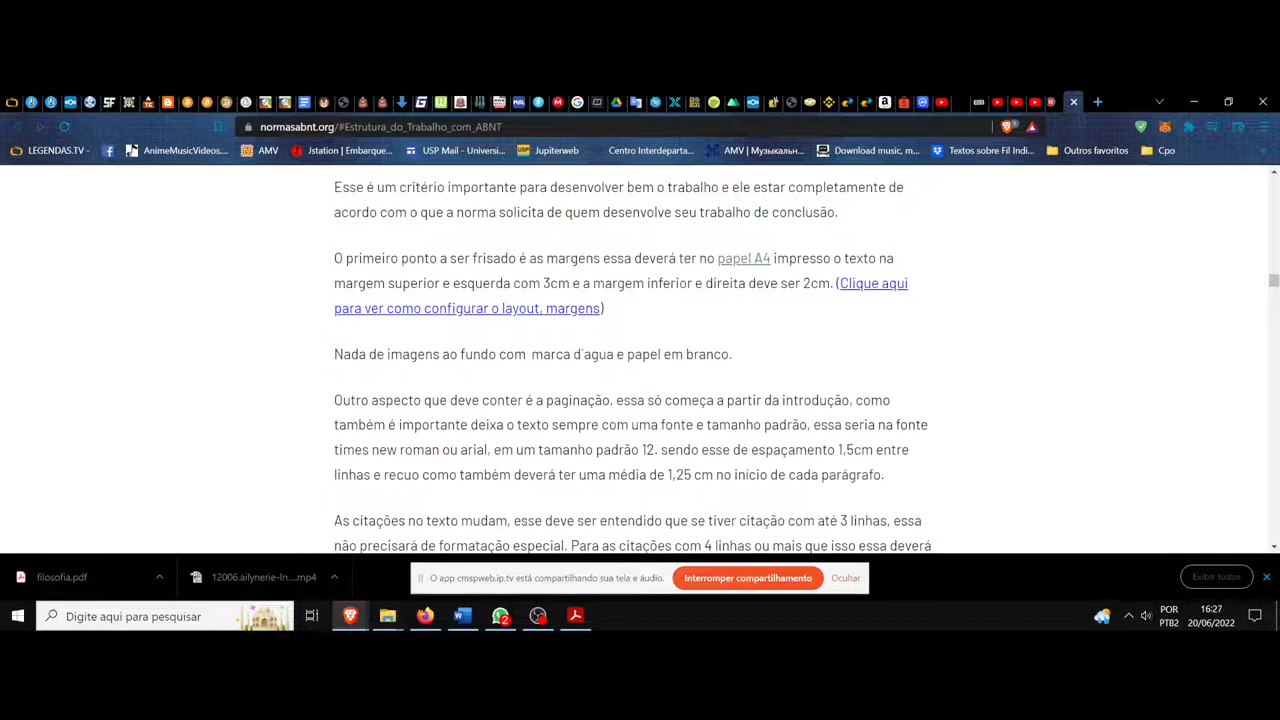 normasabnt.org/#Estrutura_do_Trabalho_com_ABNT
LEGENDAS.TV -
AnimeMusicVideos...
AMV
Jstation | Embarque...
USP Mail - Universi...
Jupiterweb
Centro Interdeparta...
AMV | Музыкальн...
Download music, m...
Textos sobre Fil Indi...
Outros favoritos
Cpo
Esse é um critério importante para desenvolver bem o trabalho e ele estar completamente de
acordo com o que a norma solicita de quem desenvolve seu trabalho de conclusão.
O primeiro ponto a ser frisado é as margens essa deverá ter no papel A4 impresso o texto na
margem superior e esquerda com 3cm e a margem inferior e direita deve ser 2cm. (Clique aqui
para ver como configurar o layout, margens)
Nada de imagens ao fundo com marca d´agua e papel em branco.
Outro aspecto que deve conter é a paginação, essa só começa a partir da introdução, como
também é importante deixa o texto sempre com uma fonte e tamanho padrão, essa seria na fonte
times new roman ou arial, em um tamanho padrão 12. sendo esse de espaçamento 1,5cm entre
linhas e recuo como também deverá ter uma média de 1,25 cm no início de cada parágrafo.
As citações no texto mudam, esse deve ser entendido que se tiver citação com até 3 linhas, essa
não precisará de formatação especial. Para as citações com 4 linhas ou mais que isso essa deverá
filosofia.pdf
12006.ailynerie-In....mp4
O app cmspweb.ip.tv está compartilhando sua tela e áudio.
Interromper compartilhamento
Ocultar
Exibir todos
Digite aqui para pesquisar
POR
PTB2
16:27
20/06/2022